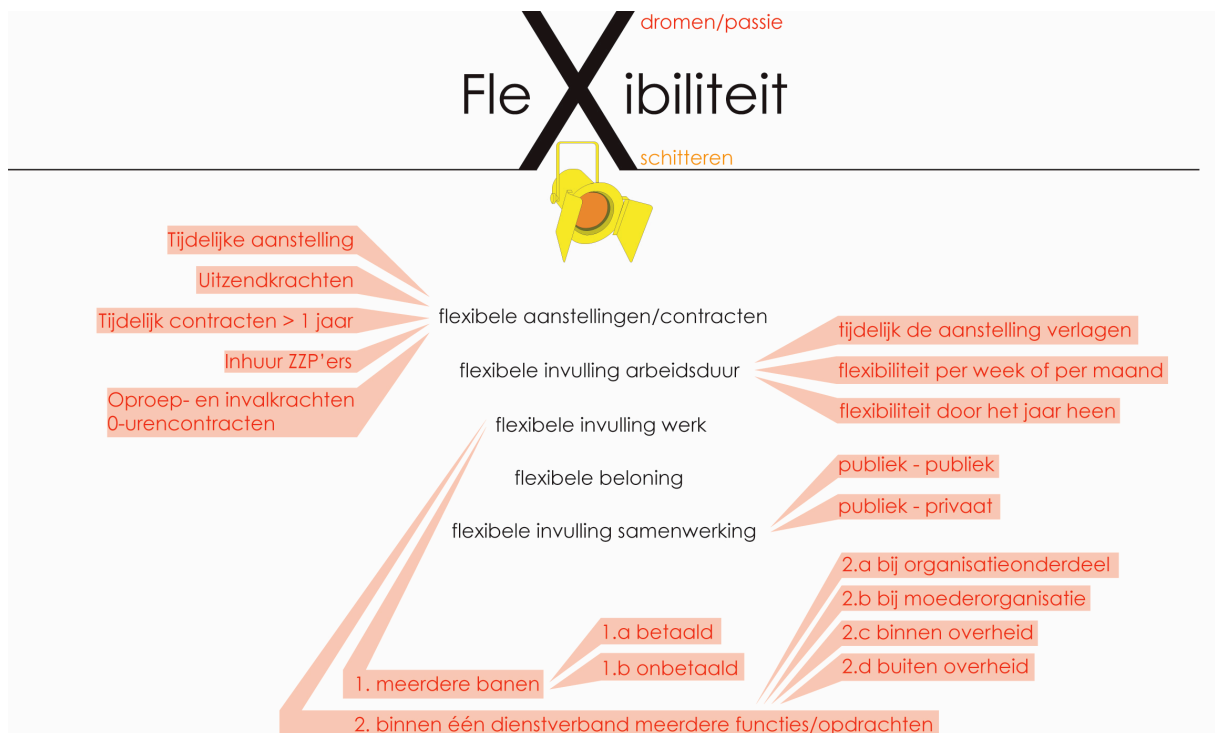 dromen/passie
FleXibiliteit
schitteren
Tijdelijke aanstelling
Uitzendkrachten
Tijdelijk contracten > 1 jaar
Inhuur ZZP'ers
Oproep- en invalkrachten
0-urencontracten
flexibele aanstellingen/contracten
flexibele invulling arbeidsduur
tijdelijk de aanstelling verlagen
flexibiliteit per week of per maand
flexibiliteit door het jaar heen
flexibele invulling werk
flexibele beloning
flexibele invulling samenwerking
publiek - publiek
publiek - privaat
1. meerdere banen
1.a betaald
1.b onbetaald
2.a bij organisatieonderdeel
2.b bij moederorganisatie
2.c binnen overheid
2.d buiten overheid
2. binnen één dienstverband meerdere functies/opdrachten